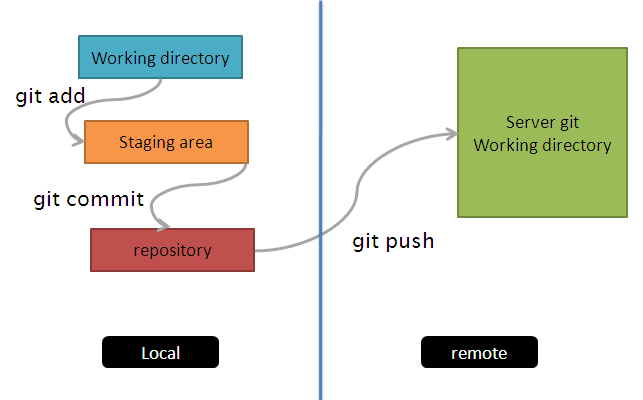 Working directory
git add
Staging area
git commit
repository
Local
Server git
Working directory
git push
remote